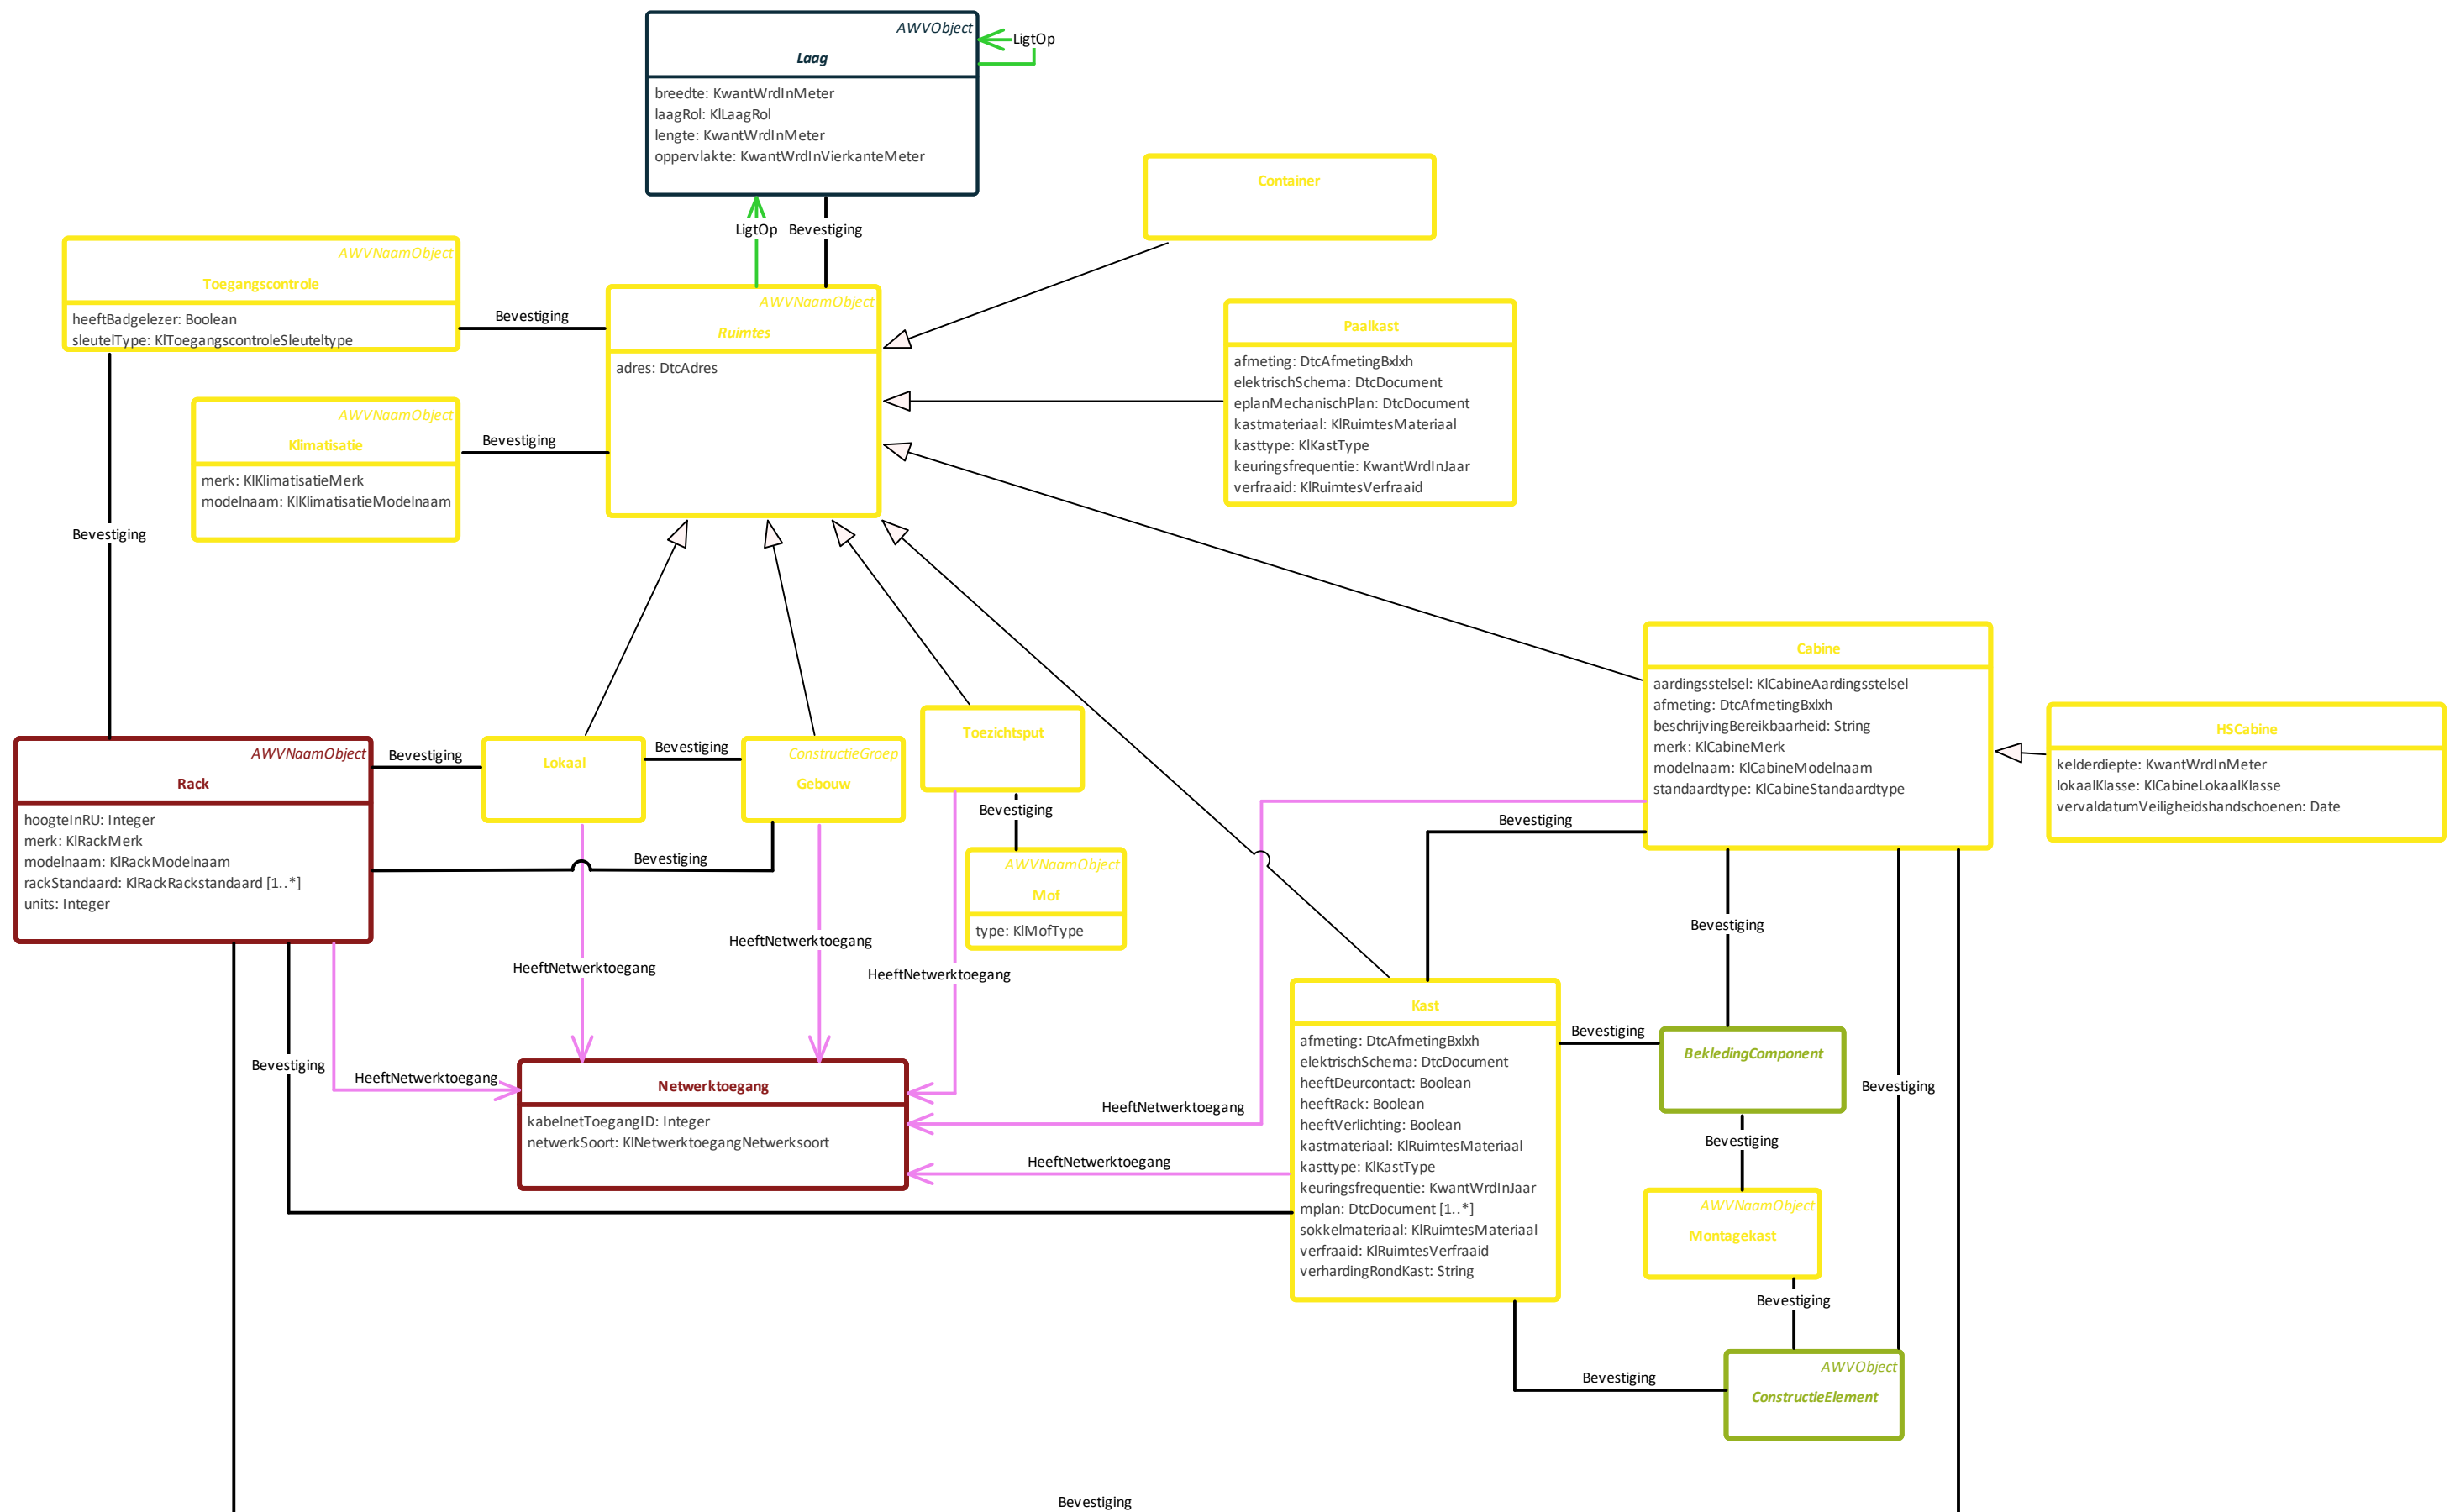 AWVObject
Laag
breedte: KwantWrdInMeter
laagRol: KlLaagRol
lengte: KwantWrdInMeter
oppervlakte: KwantWrdInVierkanteMeter
LigtOp
LigtOp
Bevestiging
Container
AWVNaamObject
Toegangscontrole
heeftBadgelezer: Boolean
sleutelType: KlToegangscontroleSleuteltype
Bevestiging
AWVNaamObject
Ruimtes
adres: DtcAdres
Paalkast
afmeting: DtcAfmetingBxlxh
elektrischSchema: DtcDocument
eplanMechanischPlan: DtcDocument
kastmateriaal: KlRuimtesMateriaal
kasttype: KlKastType
keuringsfrequentie: KwantWrdInJaar
verfraaid: KlRuimtesVerfraaid
AWVNaamObject
Klimatisatie
merk: KlKlimatisatieMerk
modelnaam: KlKlimatisatieModelnaam
Bevestiging
Bevestiging
Cabine
aardingsstelsel: KlCabineAardingsstelsel
afmeting: DtcAfmetingBxlxh
beschrijvingBereikbaarheid: String
merk: KlCabineMerk
modelnaam: KlCabineModelnaam
standaardtype: KlCabineStandaardtype
HSCabine
kelderdiepte: KwantWrdInMeter
lokaalKlasse: KlCabineLokaalKlasse
vervaldatumVeiligheidshandschoenen: Date
AWVNaamObject
Rack
hoogteInRU: Integer
merk: KlRackMerk
modelnaam: KlRackModelnaam
rackStandaard: KlRackRackstandaard [1..*]
units: Integer
Bevestiging
Lokaal
Bevestiging
ConstructieGroep
Gebouw
Toezichtsput
Bevestiging
Bevestiging
Bevestiging
AWVNaamObject
Mof
type: KlMofType
Bevestiging
HeeftNetwerktoegang
HeeftNetwerktoegang
HeeftNetwerktoegang
Kast
afmeting: DtcAfmetingBxlxh
elektrischSchema: DtcDocument
heeftDeurcontact: Boolean
heeftRack: Boolean
heeftVerlichting: Boolean
kastmateriaal: KlRuimtesMateriaal
kasttype: KlKastType
keuringsfrequentie: KwantWrdInJaar
mplan: DtcDocument [1..*]
sokkelmateriaal: KlRuimtesMateriaal
verfraaid: KlRuimtesVerfraaid
verhardingRondKast: String
Bevestiging
BekledingComponent
Bevestiging
Bevestiging
HeeftNetwerktoegang
Netwerktoegang
kabelnetToegangID: Integer
netwerkSoort: KlNetwerktoegangNetwerksoort
HeeftNetwerktoegang
HeeftNetwerktoegang
Bevestiging
AWVNaamObject
Montagekast
Bevestiging
Bevestiging
AWVObject
ConstructieElement
Bevestiging